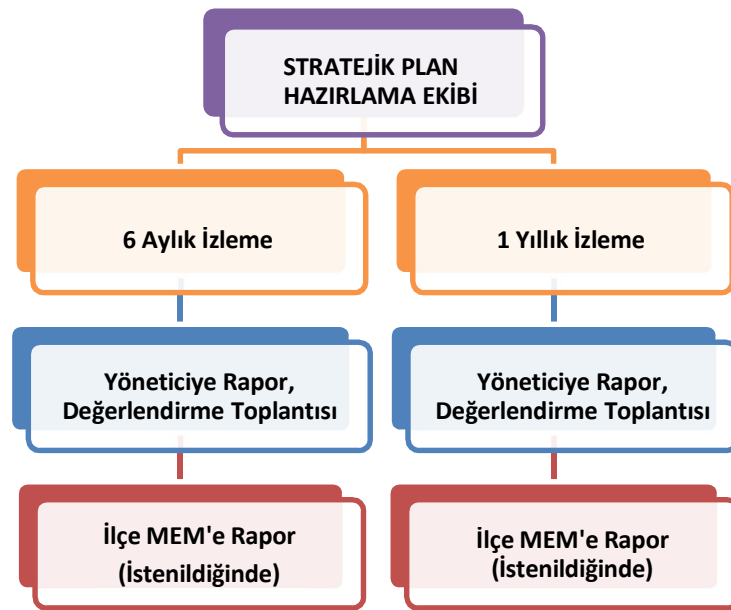 STRATEJİK PLAN
HAZIRLAMA EKİBİ
6 Aylık İzleme
1 Yıllık İzleme
Yöneticiye Rapor,
Değerlendirme Toplantısı
Yöneticiye Rapor,
Değerlendirme Toplantısı
İlçe MEM'e Rapor
(İstenildiğinde)
İlçe MEM'e Rapor
(İstenildiğinde)